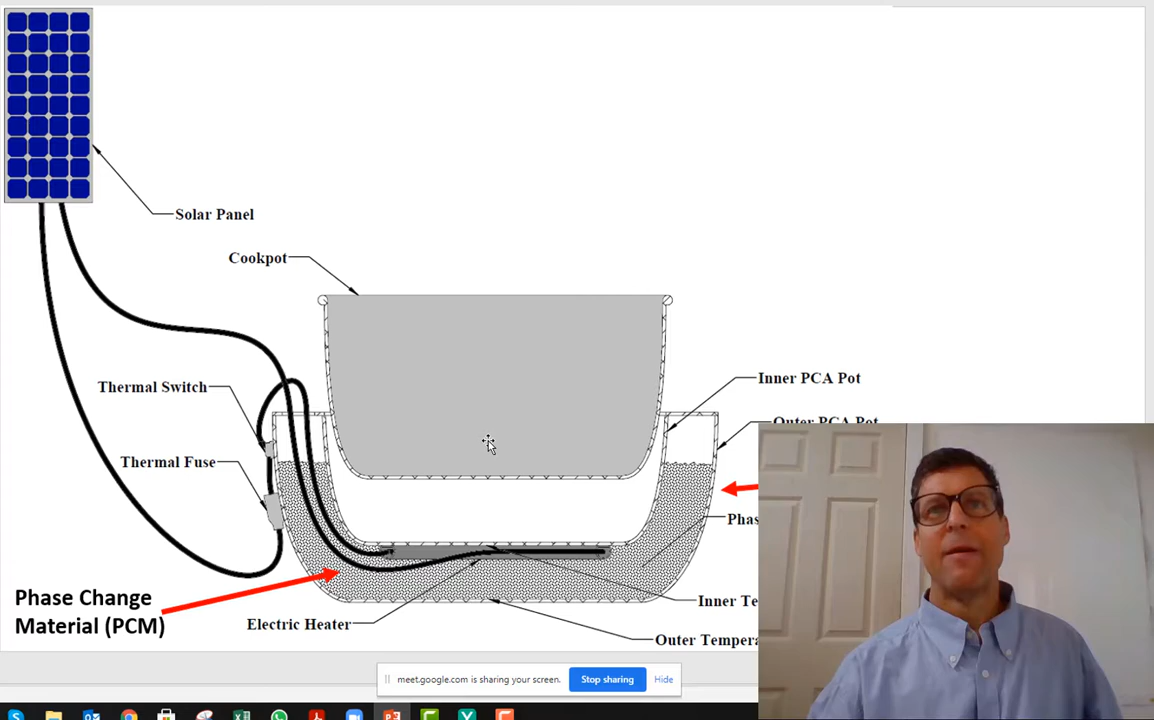 Solar Panel
Cookpot
Thermal Switch
Inner PCA Pot
Outer PCA Pot
Thermal Fuse
Phase Change
Material (PCM)
Electric Heater
meet.google.com is sharing your screen.
Stop sharing
Hide